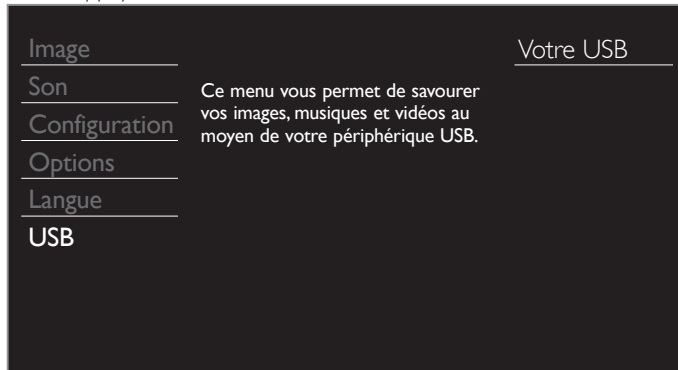 Image
Son
Configuration
Options
Langue
USB
Ce menu vous permet de savourer
vos images, musiques et vidéos au
moyen de votre périphérique USB.
Votre USB